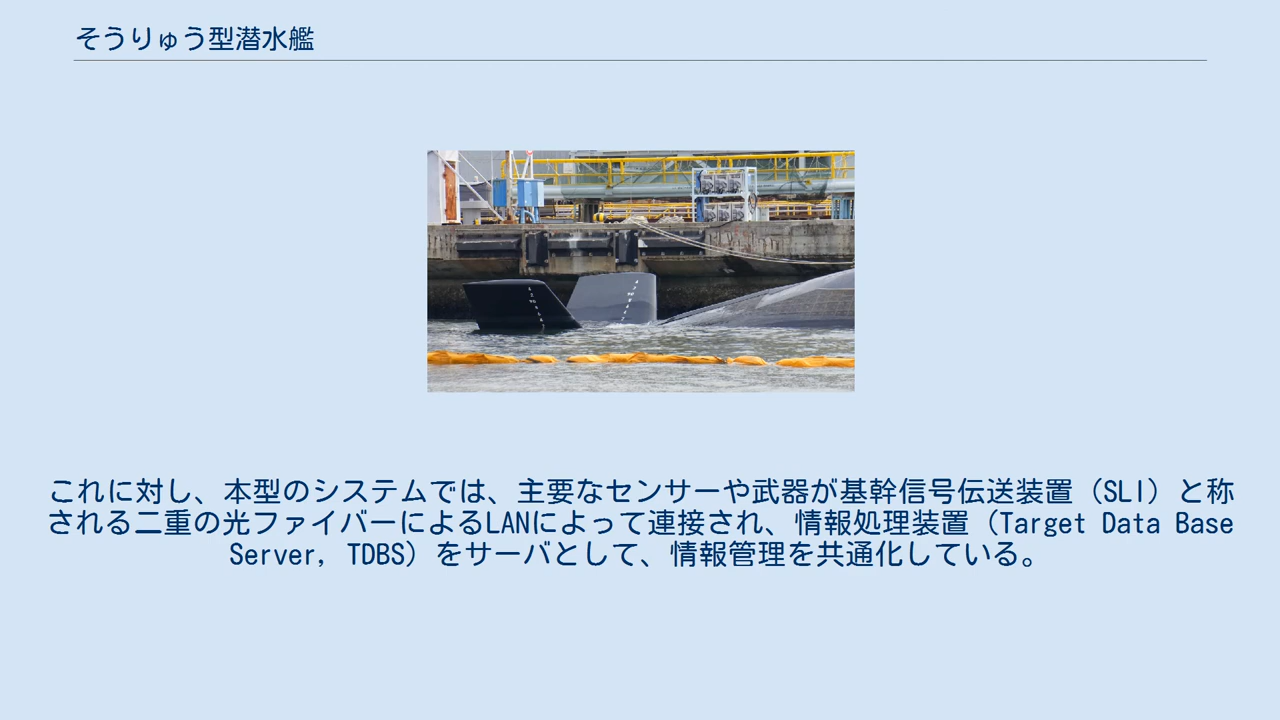 そうりゅう型潜水艦
これに対し、本型のシステムでは、主要なセンサーや武器が基幹信号伝送装置（SLI）と称
される二重の光ファイバーによるLANによって連接され、情報処理装置（Target Data Base
Server, TDBS）をサーバとして、情報管理を共通化している。